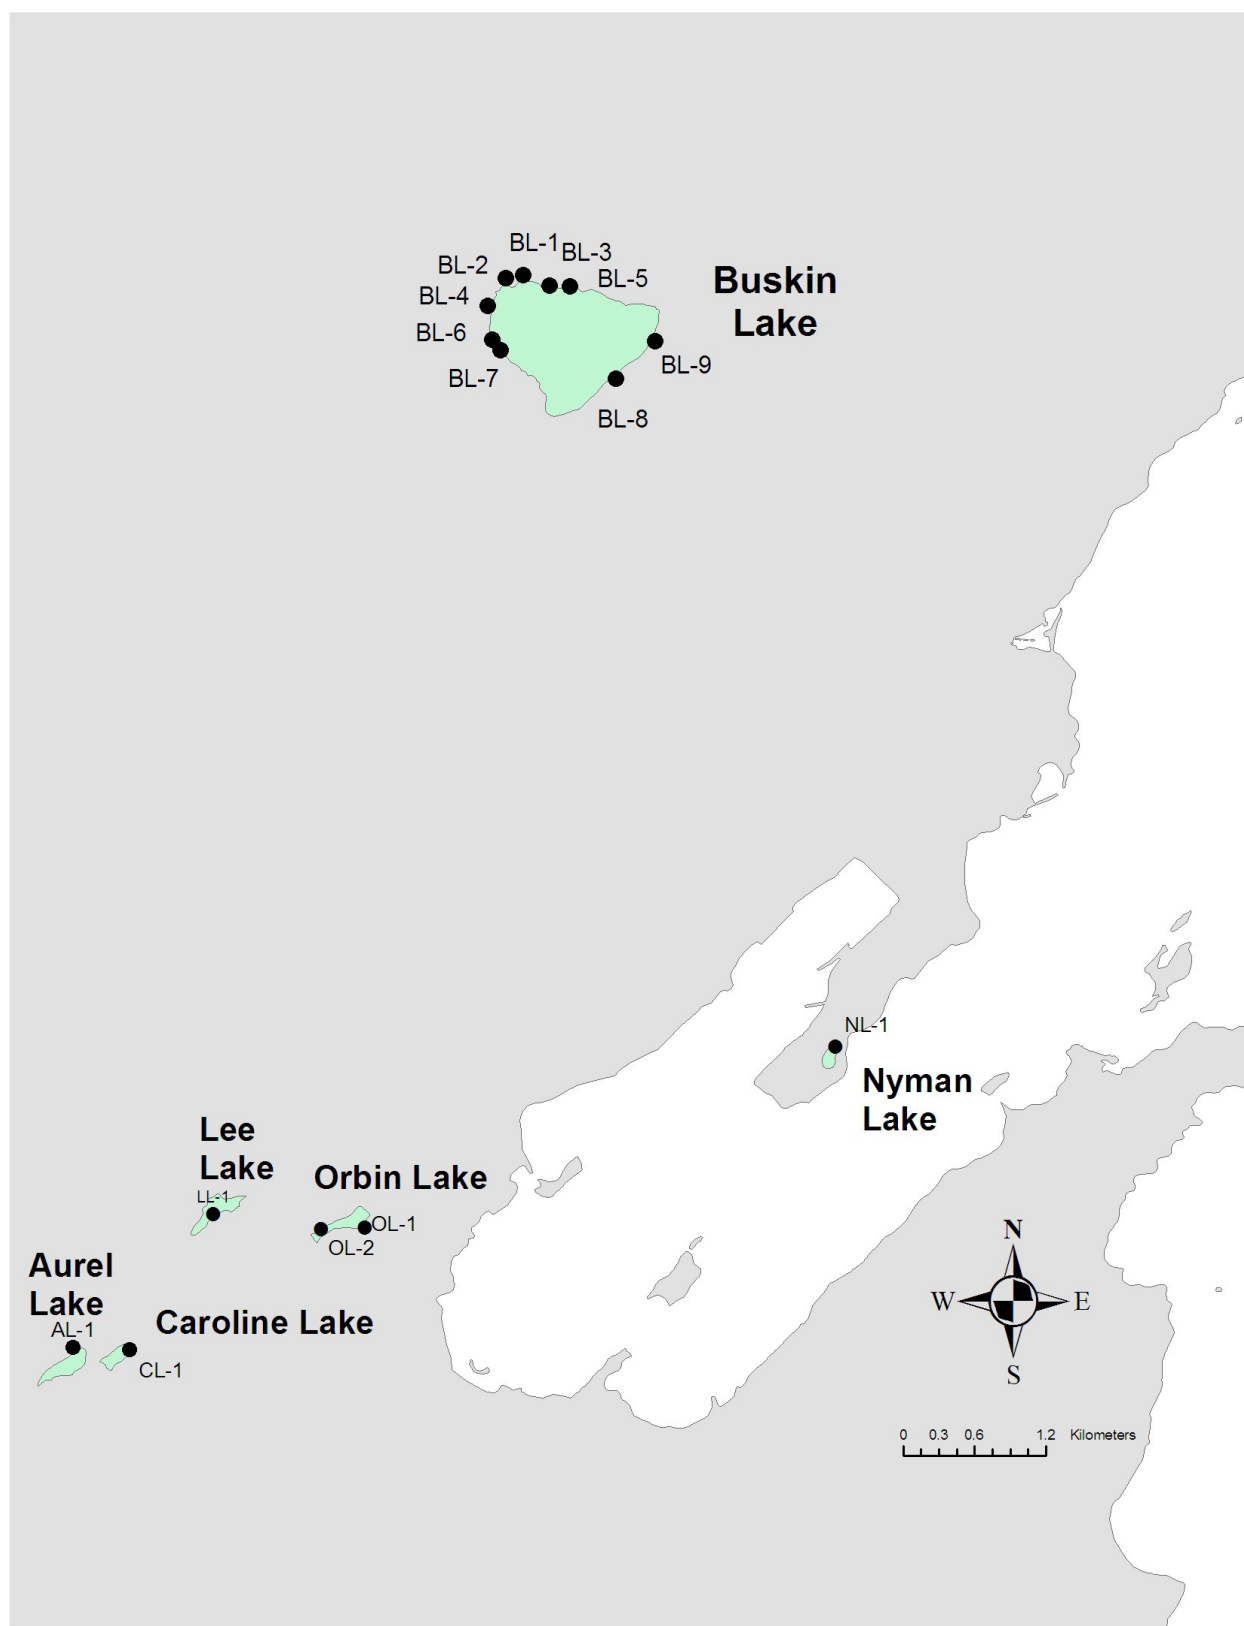 BL-1
BL-3
BL-2
BL-5
BL-4
BL-6
BL-7
BL-9
BL-8
Buskin
Lake
NL-1
Nyman
Lake
Lee
Lake
LL-1
Orbin Lake
OL-1
OL-2
Aurel
Lake
AL-1
Caroline Lake
CL-1
N
W E
S
0 0.3 0.6 1.2 Kilometers